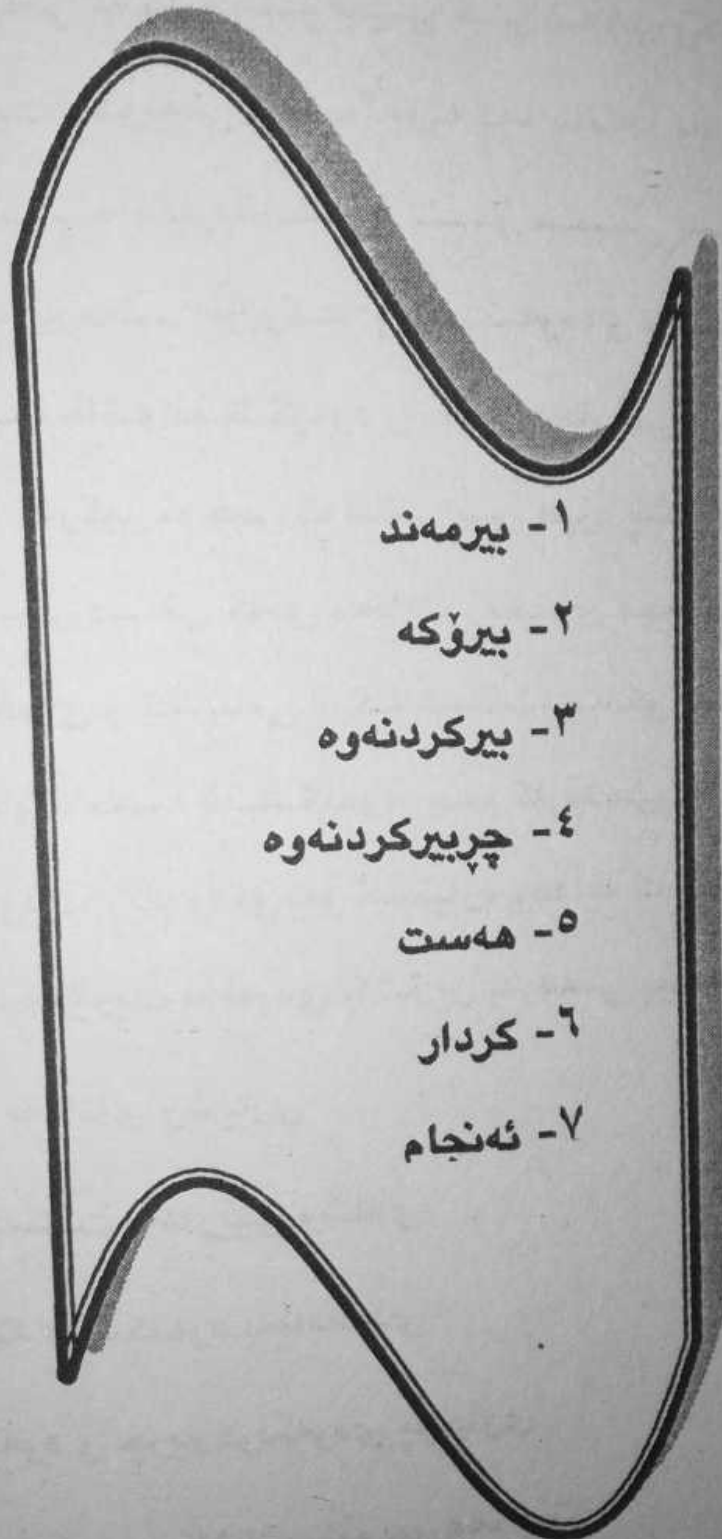 ١- بیرمەند
٢- بیرۆکە
٣- بیرکردنەوە
٤- چڕبیرکردنەوە
٥- هەست
٦- کردار
٧- ئەنجام